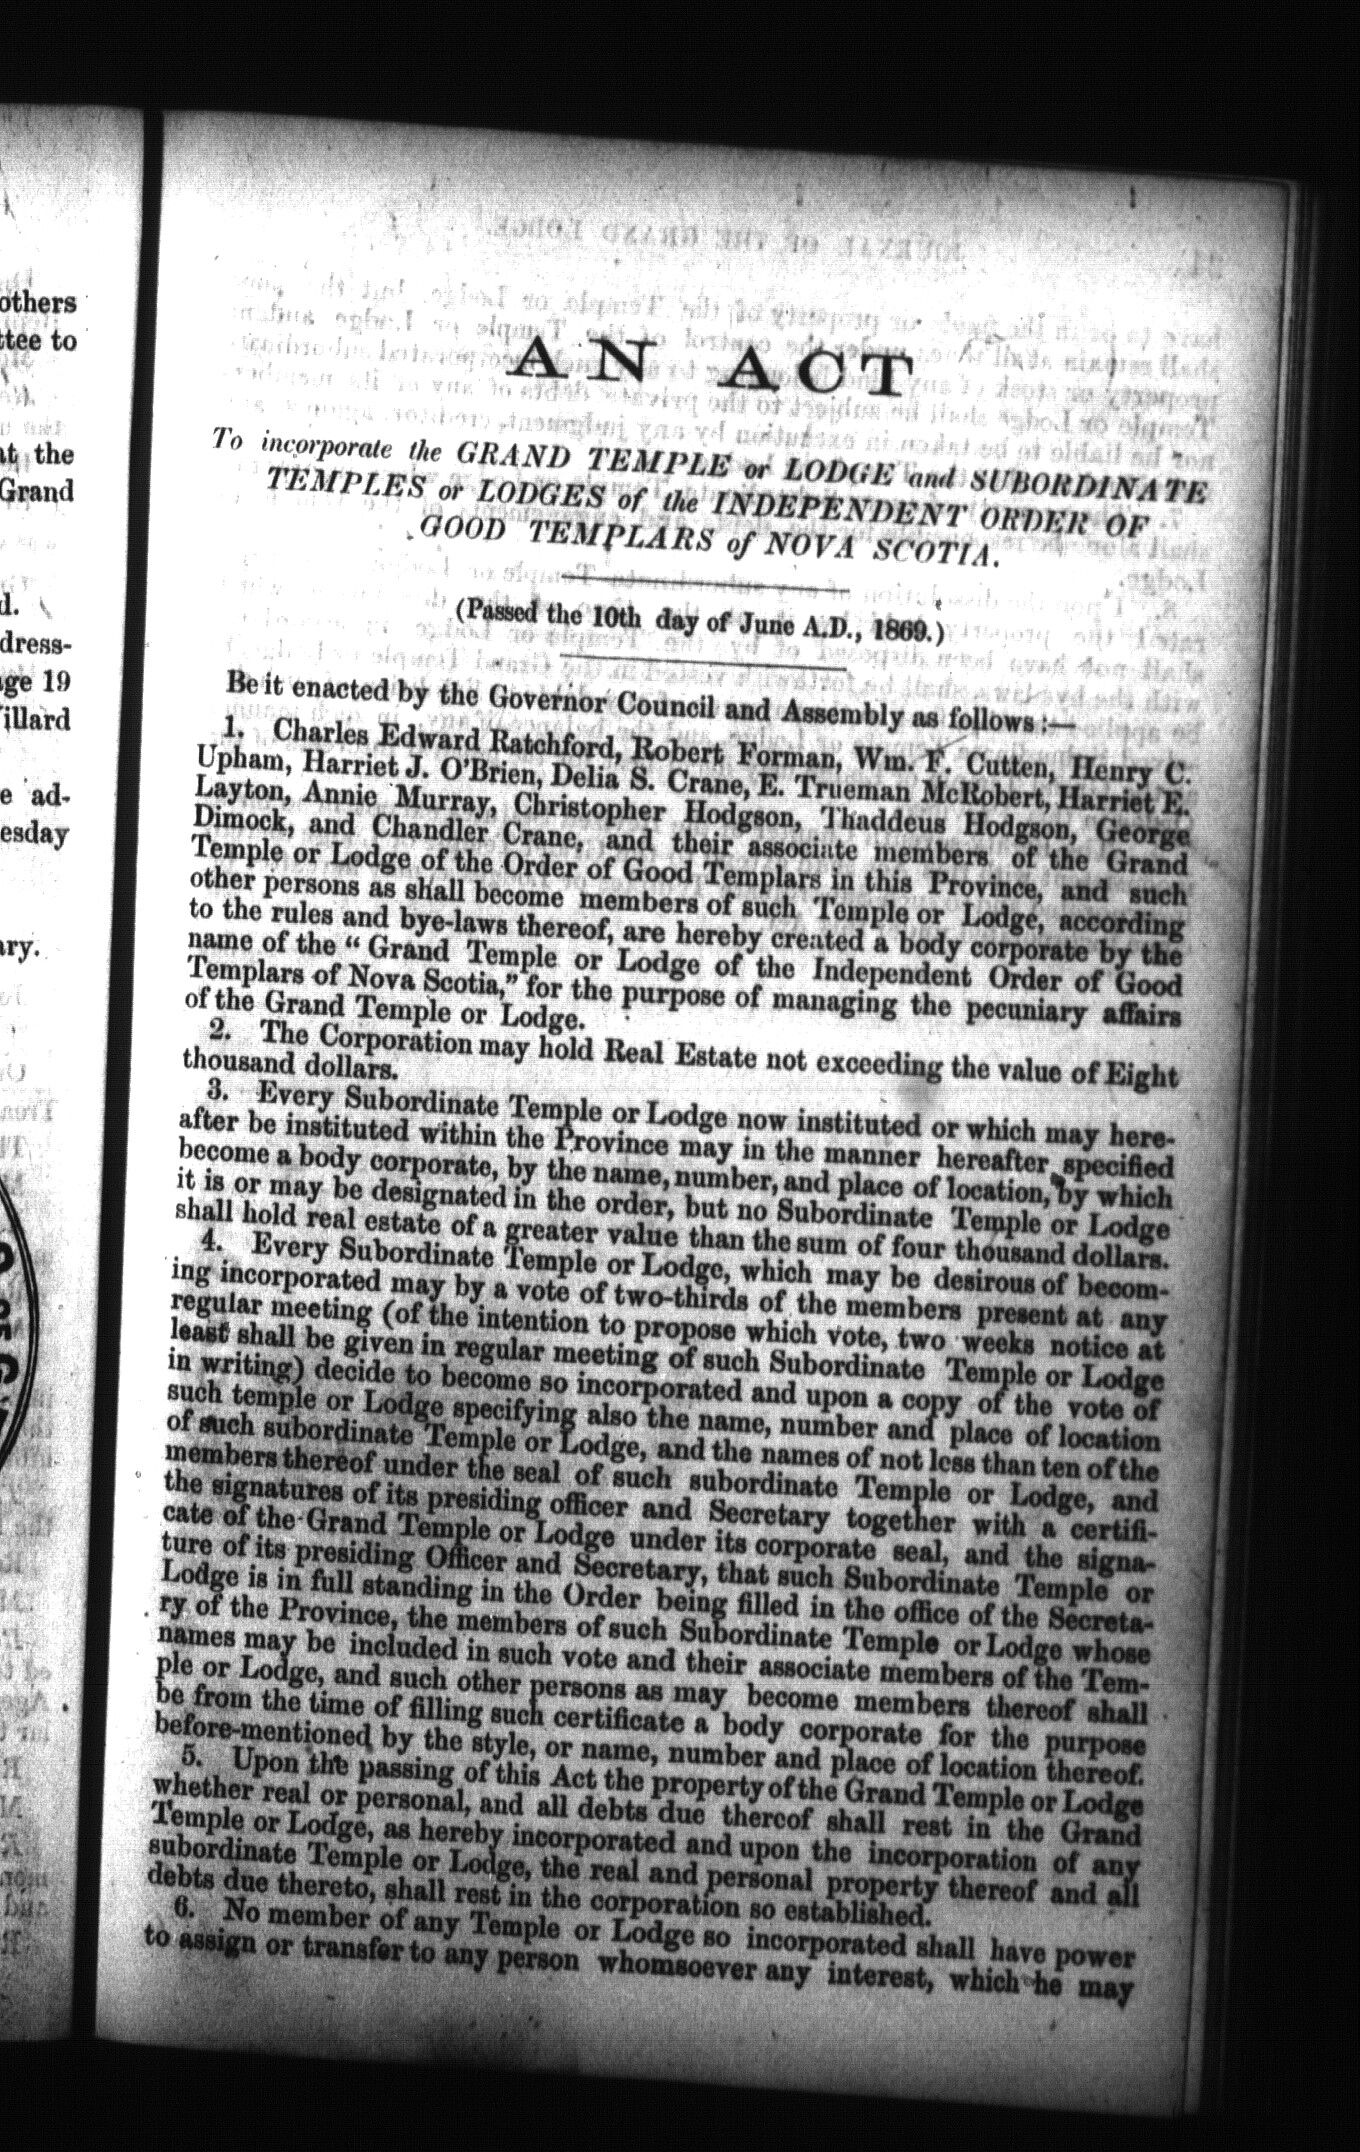 others
ttee to
at the
Grand
d.
dress-
age 19
illard
e ad-
esday
ary.
AN ACT
To incorporate the GRAND TEMPLE or LODGE and SUBORDINATE
TEMPLES or LODGES of the INDEPENDENT ORDER OF
GOOD TEMPLARS of NOVA SCOTIA.
(Passed the 10th day of June A.D., 1869.)
Be it enacted by the Governor Council and Assembly as follows:—
1. Charles Edward Ratchford, Robert Forman, Wm. F. Cutten, Henry C.
Upham, Harriet J. O'Brien, Delia S. Crane, E. Trueman McRobert, Harriet E.
Layton, Annie Murray, Christopher Hodgson, Thaddeus Hodgson, George
Dimock, and Chandler Crane, and their associate members of the Grand
Temple or Lodge of the Order of Good Templars in this Province, and such
other persons as shall become members of such Temple or Lodge, according
to the rules and bye-laws thereof, are hereby created a body corporate by the
name of the "Grand Temple or Lodge of the Independent Order of Good
Templars of Nova Scotia," for the purpose of managing the pecuniary affairs
of the Grand Temple or Lodge.
2. The Corporation may hold Real Estate not exceeding the value of Eight
thousand dollars.
3. Every Subordinate Temple or Lodge now instituted or which may here-
after be instituted within the Province may in the manner hereafter specified
become a body corporate, by the name, number, and place of location, by which
it is or may be designated in the order, but no Subordinate Temple or Lodge
shall hold real estate of a greater value than the sum of four thousand dollars.
4. Every Subordinate Temple or Lodge, which may be desirous of becom-
ing incorporated may by a vote of two-thirds of the members present at any
regular meeting (of the intention to propose which vote, two weeks notice at
least shall be given in regular meeting of such Subordinate Temple or Lodge
in writing) decide to become so incorporated and upon a copy of the vote of
such temple or Lodge specifying also the name, number and place of location
of such subordinate Temple or Lodge, and the names of not less than ten of the
members thereof under the seal of such subordinate Temple or Lodge, and
the signatures of its presiding officer and Secretary together with a certifi-
cate of the Grand Temple or Lodge under its corporate seal, and the signa-
ture of its presiding Officer and Secretary, that such Subordinate Temple or
Lodge is in full standing in the Order being filled in the office of the Secreta-
ry of the Province, the members of such Subordinate Temple or Lodge whose
names may be included in such vote and their associate members of the Tem-
ple or Lodge, and such other persons as may become members thereof shall
be from the time of filling such certificate a body corporate for the purpose
before-mentioned by the style, or name, number and place of location thereof.
5. Upon the passing of this Act the property of the Grand Temple or Lodge
whether real or personal, and all debts due thereof shall rest in the Grand
Temple or Lodge, as hereby incorporated and upon the incorporation of any
subordinate Temple or Lodge, the real and personal property thereof and all
debts due thereto, shall rest in the corporation so established.
6. No member of any Temple or Lodge so incorporated shall have power
to assign or transfer to any person whomsoever any interest, which he may